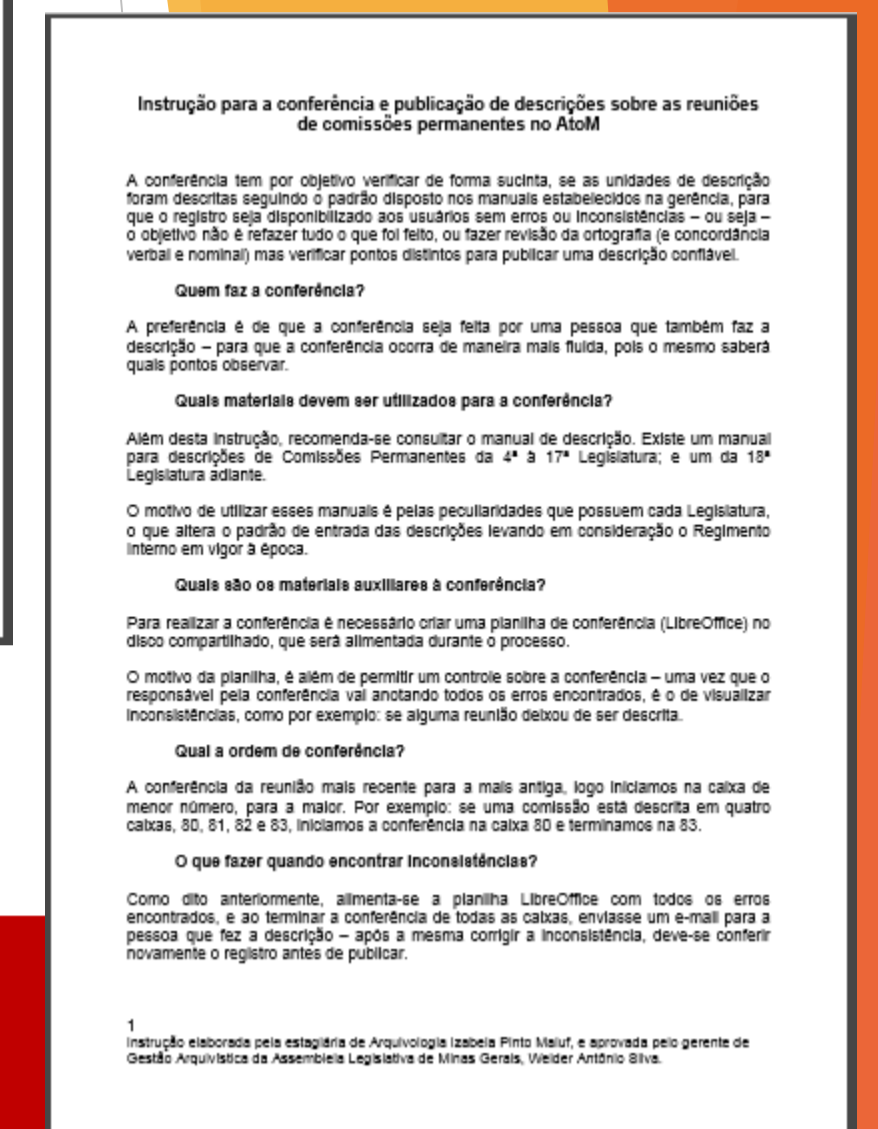 Instrução para a conferência e publicação de descrições sobre as reuniões
de comissões permanentes no AtoM
A conferência tem por objetivo verificar de forma sucinta, se as unidades de descrição
foram descritas seguindo o padrão disposto nos manuais estabelecidos na gerência, para
que o registro seja disponibilizado aos usuários sem erros ou inconsistências – ou seja –
o objetivo não é refazer tudo o que foi feito, ou fazer revisão da ortografia (e concordância
verbal e nominal) mas verificar pontos distintos para publicar uma descrição confiável.
Quem faz a conferência?
A preferência é de que a conferência seja feita por uma pessoa que também faz a
descrição – para que a conferência ocorra de maneira mais fluida, pois o mesmo saberá
quais pontos observar.
Quais materiais devem ser utilizados para a conferência?
Além desta instrução, recomenda-se consultar o manual de descrição. Existe um manual
para descrições de Comissões Permanentes da 4ª à 17ª Legislatura; e um da 18ª
Legislatura adiante.
O motivo de utilizar esses manuais é pelas peculiaridades que possuem cada Legislatura,
o que altera o padrão de entrada das descrições levando em consideração o Regimento
Interno em vigor à época.
Quais são os materiais auxiliares à conferência?
Para realizar a conferência é necessário criar uma planilha de conferência (LibreOffice) no
disco compartilhado, que será alimentada durante o processo.
O motivo da planilha, é além de permitir um controle sobre a conferência – uma vez que o
responsável pela conferência vai anotando todos os erros encontrados, é o de visualizar
inconsistências, como por exemplo: se alguma reunião deixou de ser descrita.
Qual a ordem de conferência?
A conferência da reunião mais recente para a mais antiga, logo iniciamos na caixa de
menor número, para a maior. Por exemplo: se uma comissão está descrita em quatro
caixas, 80, 81, 82 e 83, iniciamos a conferência na caixa 80 e terminamos na 83.
O que fazer quando encontrar inconsistências?
Como dito anteriormente, alimenta-se a planilha LibreOffice com todos os erros
encontrados, e ao terminar a conferência de todas as caixas, enviasse um e-mail para a
pessoa que fez a descrição – após a mesma corrigir a inconsistência, deve-se conferir
novamente o registro antes de publicar.
1
Instrução elaborada pela estagiária de Arquivologia Izabela Pinto Maluf, e aprovada pelo gerente de
Gestão Arquivística da Assembleia Legislativa de Minas Gerais, Welder Antônio Silva.